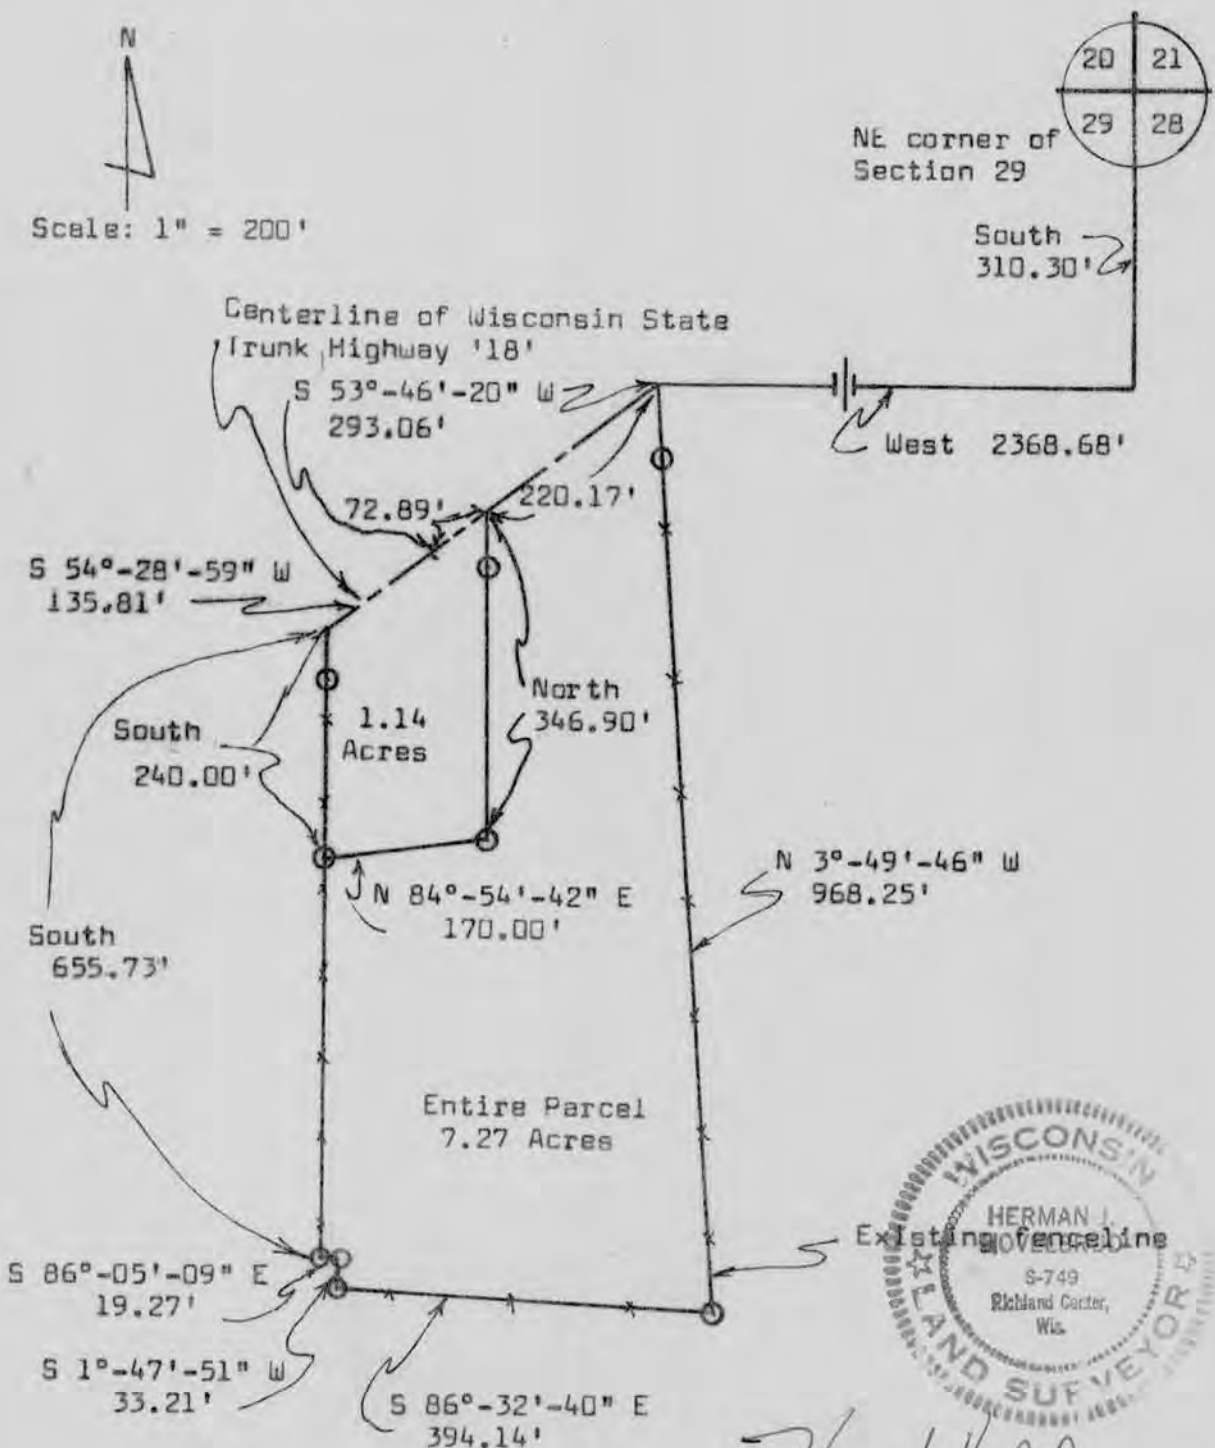 N
Scale: 1" = 200'
20 21
29 28
NE corner of
Section 29
South
310.30'
Centerline of Wisconsin State
Trunk Highway '18'
S 53°-46'-20" W
293.06'
West 2368.68'
72.89'
220.17'
S 54°-28'-59" W
135.81'
North
346.90'
1.14
Acres
South
240.00'
N 84°-54'-42" E
170.00'
N 3°-49'-46" W
968.25'
South
655.73'
Entire Parcel
7.27 Acres
Existing fenceline
S 86°-05'-09" E
19.27'
S 1°-47'-51" W
33.21'
S 86°-32'-40" E
394.14'
WISCONSIN
HERMAN J.
S-749
Richland Center,
Wis.
LAND SURVEYOR